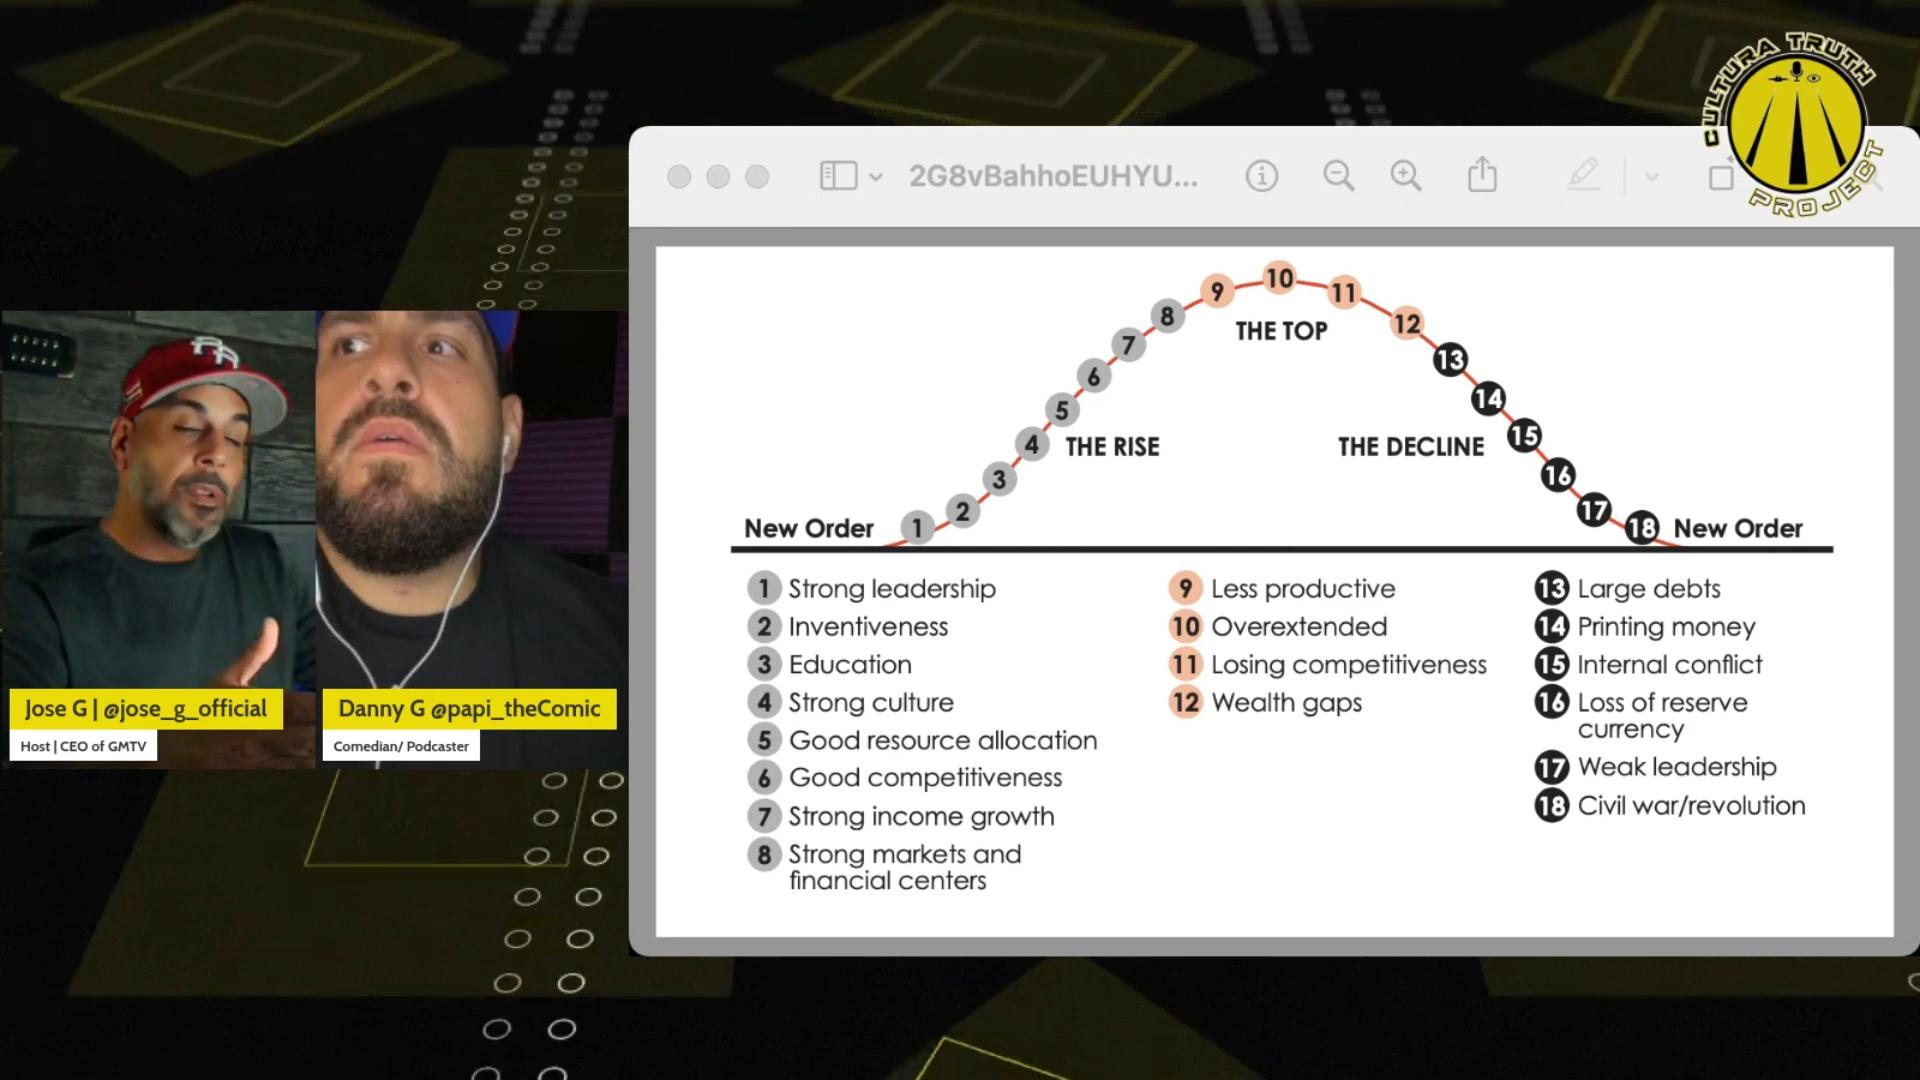 CULTURA TRUTH
PROJECT
2G8vBahhoEUHYU...
9
10
11
8
12
THE TOP
7
13
6
14
5
15
4
THE RISE
THE DECLINE
3
16
2
17
New Order
1
18
New Order
1 Strong leadership
2 Inventiveness
3 Education
4 Strong culture
5 Good resource allocation
6 Good competitiveness
7 Strong income growth
8 Strong markets and
financial centers
9 Less productive
10 Overextended
11 Losing competitiveness
12 Wealth gaps
13 Large debts
14 Printing money
15 Internal conflict
16 Loss of reserve
currency
17 Weak leadership
18 Civil war/revolution
Jose G | @jose_g_official
Host | CEO of GMTV
Danny G @papi_theComic
Comedian/ Podcaster